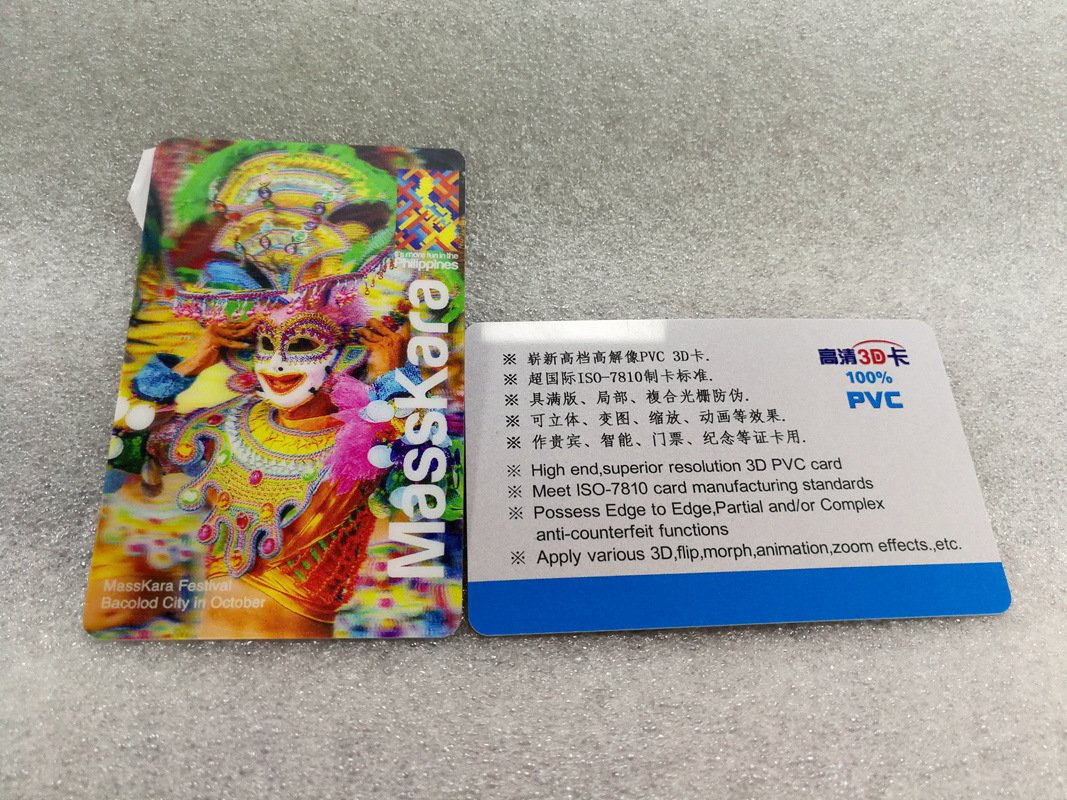 It's more fun in the
Philippines
MassKara
MassKara Festival
Bacolod City in October
高清3D卡
100%
PVC
※ 崭新高档高解像PVC 3D卡.
※ 超国际ISO-7810制卡标准.
※ 具满版、局部、複合光栅防伪.
※ 可立体、变图、缩放、动画等效果.
※ 作贵宾、智能、门票、纪念等证卡用.
※ High end,superior resolution 3D PVC card
※ Meet ISO-7810 card manufacturing standards
※ Possess Edge to Edge,Partial and/or Complex
anti-counterfeit functions
※ Apply various 3D,flip,morph,animation,zoom effects.,etc.